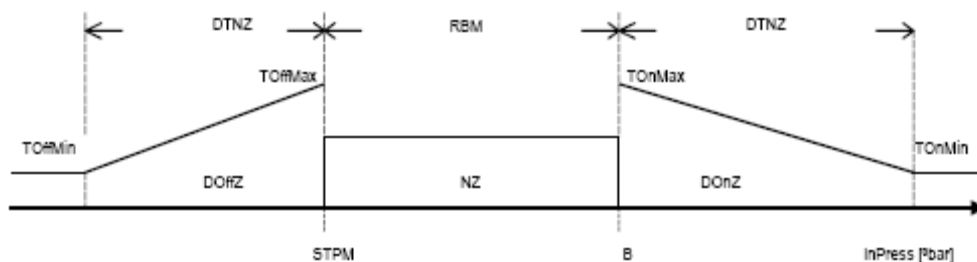 DTNZ RBM DTNZ
TOffMax TOnMax
TOffMin TOnMin
DOffZ NZ DOnZ
STPM B InPress [°bar]